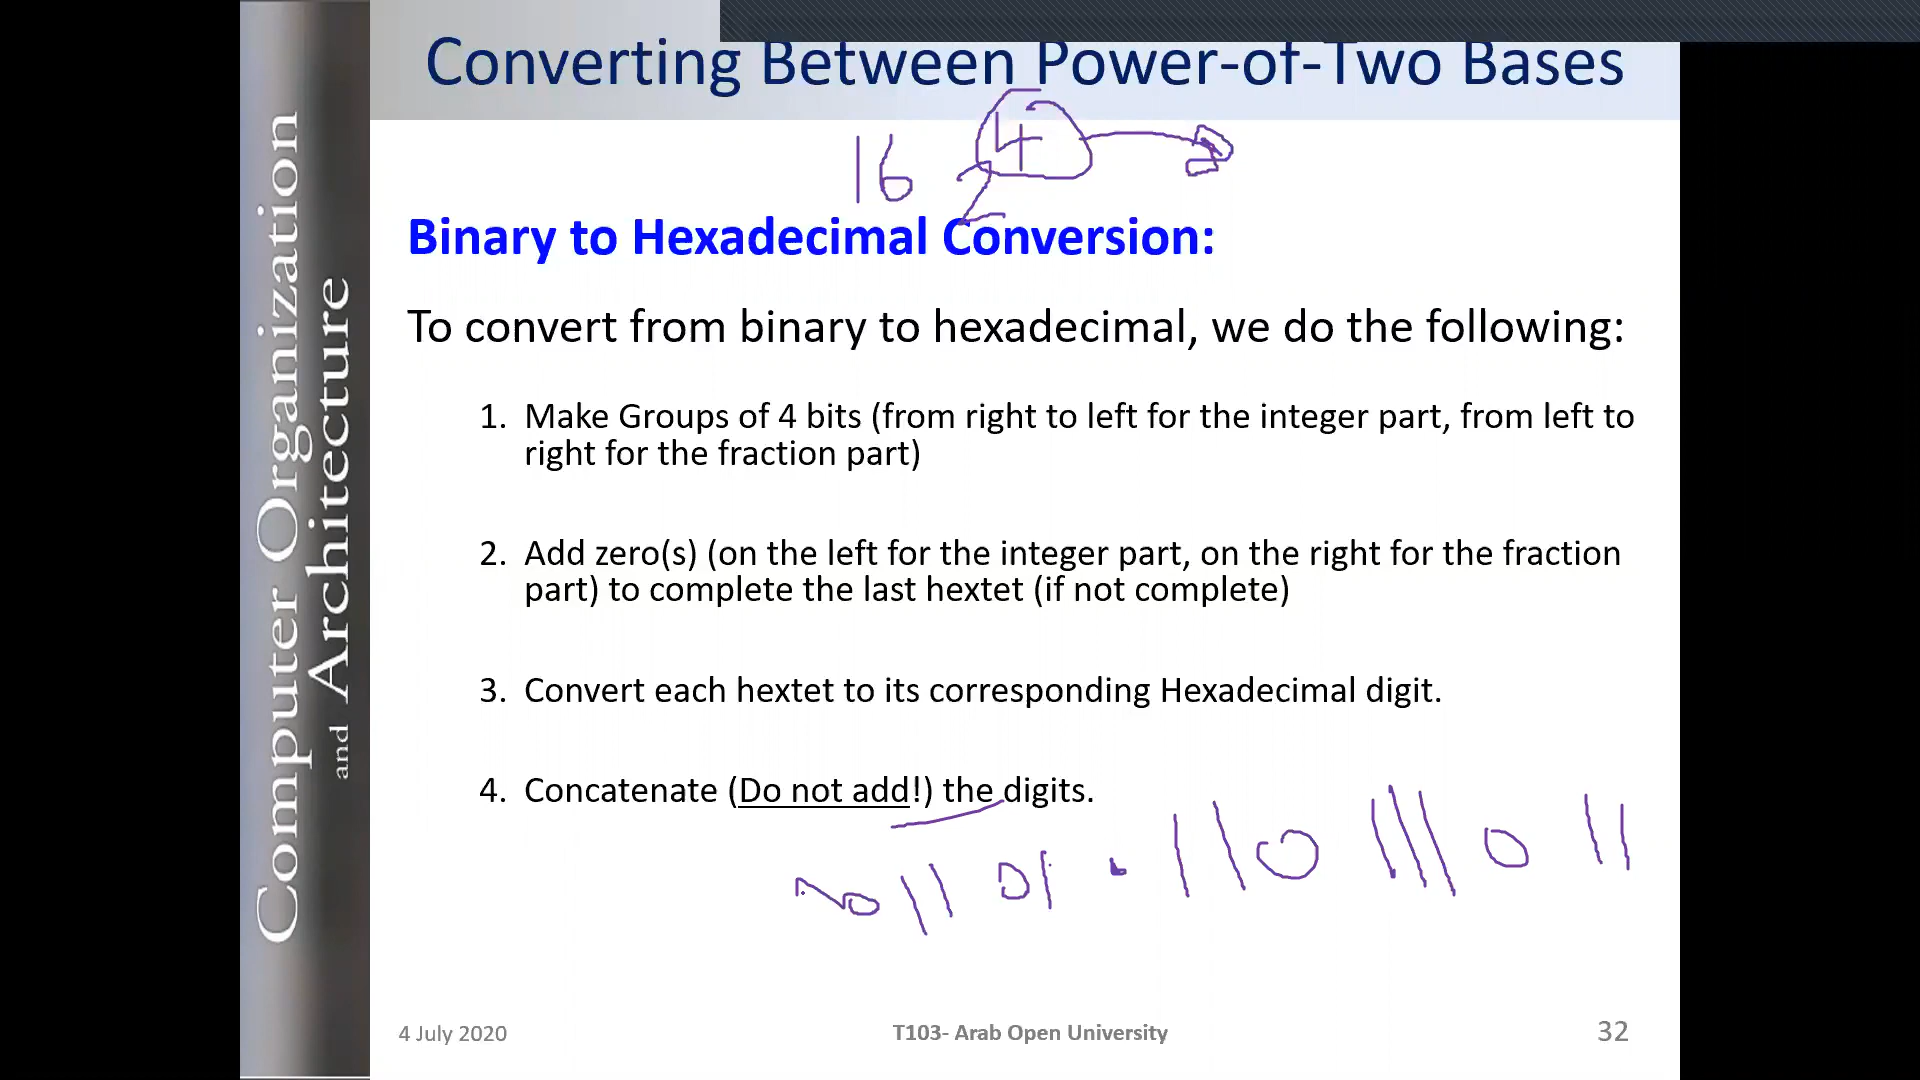 Converting Between Power-of-Two Bases
16 2 4
Binary to Hexadecimal Conversion:
To convert from binary to hexadecimal, we do the following:
1. Make Groups of 4 bits (from right to left for the integer part, from left to
right for the fraction part)
2. Add zero(s) (on the left for the integer part, on the right for the fraction
part) to complete the last hextet (if not complete)
3. Convert each hextet to its corresponding Hexadecimal digit.
4. Concatenate (Do not add!) the digits.
01101.110111011
4 July 2020
T103- Arab Open University
32
Computer Organization
and Architecture